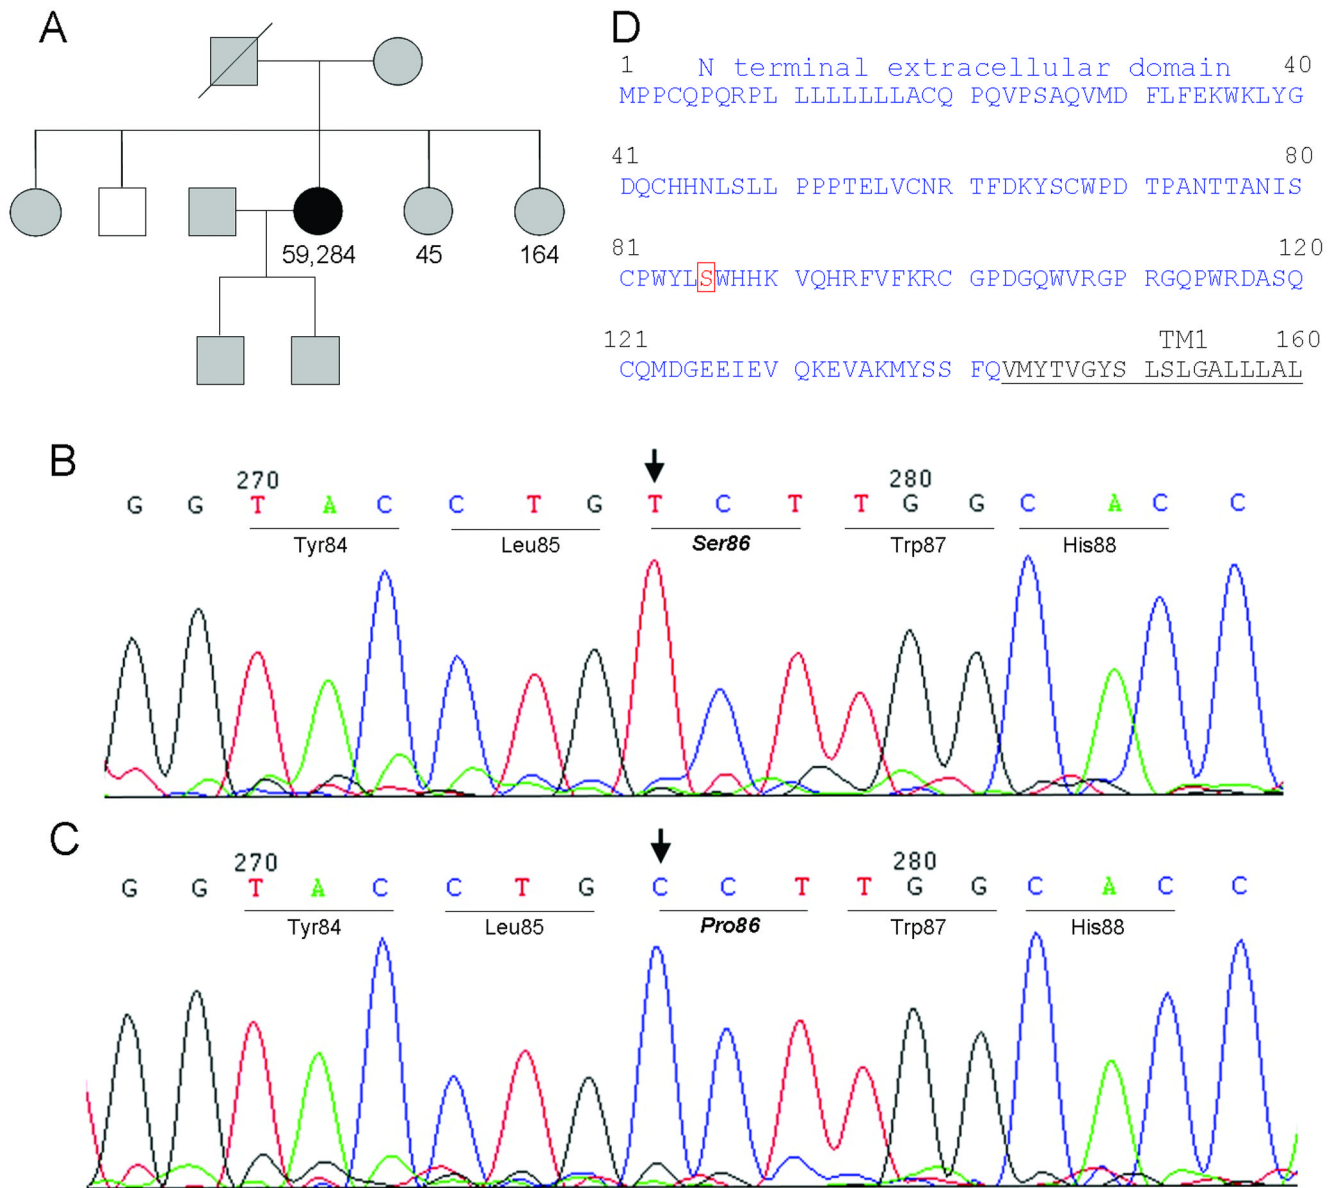 A
59,284 45 164
D
1 N terminal extracellular domain 40
MPPCQPQRPL LLLLLLLACQ PQVPSAQVMD FLFEKWKLYG
41 80
DQCHHNLSLL PPPTELVCNR TFDKYSCWPD TPANTTANIS
81 120
CPWYLSWHHK VQHRFVFKRC GPDGQWVRGP RGQPWRDASQ
121 TM1 160
CQMDGEEIEV QKEVAKMYSS FQVMYTVGYS LSLGALLLAL
B
270 280
G G T A C C T G T C T T G G C A C C
Tyr84 Leu85 Ser86 Trp87 His88
C
270 280
G G T A C C T G C C T T G G C A C C
Tyr84 Leu85 Pro86 Trp87 His88